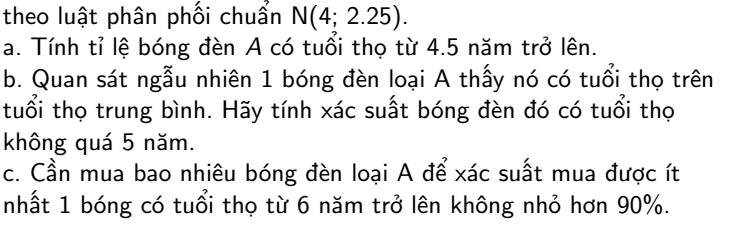 theo luật phân phối chuẩn N(4; 2.25).
a. Tính tỉ lệ bóng đèn A có tuổi thọ từ 4.5 năm trở lên.
b. Quan sát ngẫu nhiên 1 bóng đèn loại A thấy nó có tuổi thọ trên
tuổi thọ trung bình. Hãy tính xác suất bóng đèn đó có tuổi thọ
không quá 5 năm.
c. Cần mua bao nhiêu bóng đèn loại A để xác suất mua được ít
nhất 1 bóng có tuổi thọ từ 6 năm trở lên không nhỏ hơn 90%.